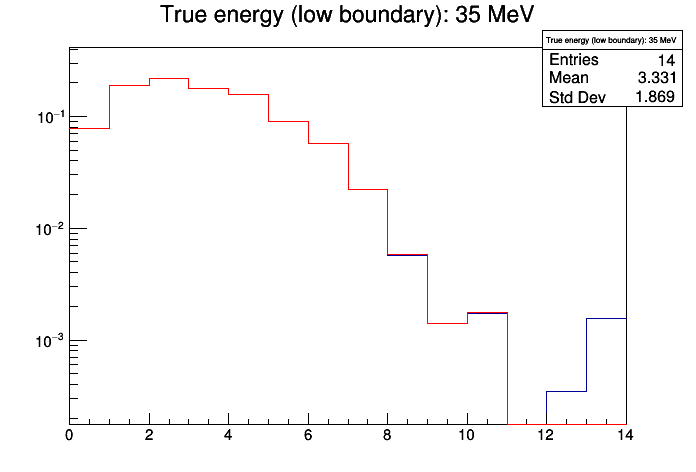 True energy (low boundary): 35 MeV
True energy (low boundary): 35 MeV
Entries 14
Mean 3.331
Std Dev 1.869
10⁻¹
10⁻²
10⁻³
0 2 4 6 8 10 12 14